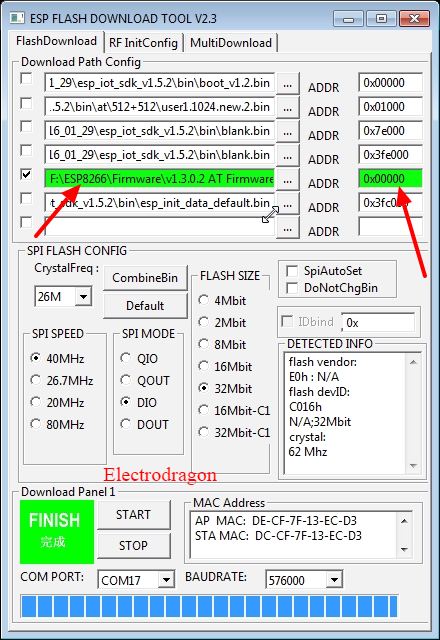 ESP FLASH DOWNLOAD TOOL V2.3
FlashDownload RF InitConfig MultiDownload
Download Path Config
1_29\esp_iot_sdk_v1.5.2\bin\boot_v1.2.bin ... ADDR 0x00000
..5.2\bin\at\512+512\user1.1024.new.2.bin ... ADDR 0x01000
l6_01_29\esp_iot_sdk_v1.5.2\bin\blank.bin ... ADDR 0x7e000
l6_01_29\esp_iot_sdk_v1.5.2\bin\blank.bin ... ADDR 0x3fe000
F:\ESP8266\Firmware\v1.3.0.2 AT Firmware ... ADDR 0x00000
t_sdk_v1.5.2\bin\esp_init_data_default.bin ... ADDR 0x3fc000
... ADDR
SPI FLASH CONFIG
CrystalFreq :
26M
CombineBin
Default
SPI SPEED
40MHz
26.7MHz
20MHz
80MHz
SPI MODE
QIO
QOUT
DIO
DOUT
FLASH SIZE
4Mbit
2Mbit
8Mbit
16Mbit
32Mbit
16Mbit-C1
32Mbit-C1
SpiAutoSet
DoNotChgBin
IDbind 0x
DETECTED INFO
flash vendor:
E0h : N/A
flash devID:
C016h
N/A;32Mbit
crystal:
62 Mhz
Electrodragon
Download Panel 1
FINISH
完成
START
STOP
MAC Address
AP MAC: DE-CF-7F-13-EC-D3
STA MAC: DC-CF-7F-13-EC-D3
COM PORT: COM17 BAUDRATE: 576000